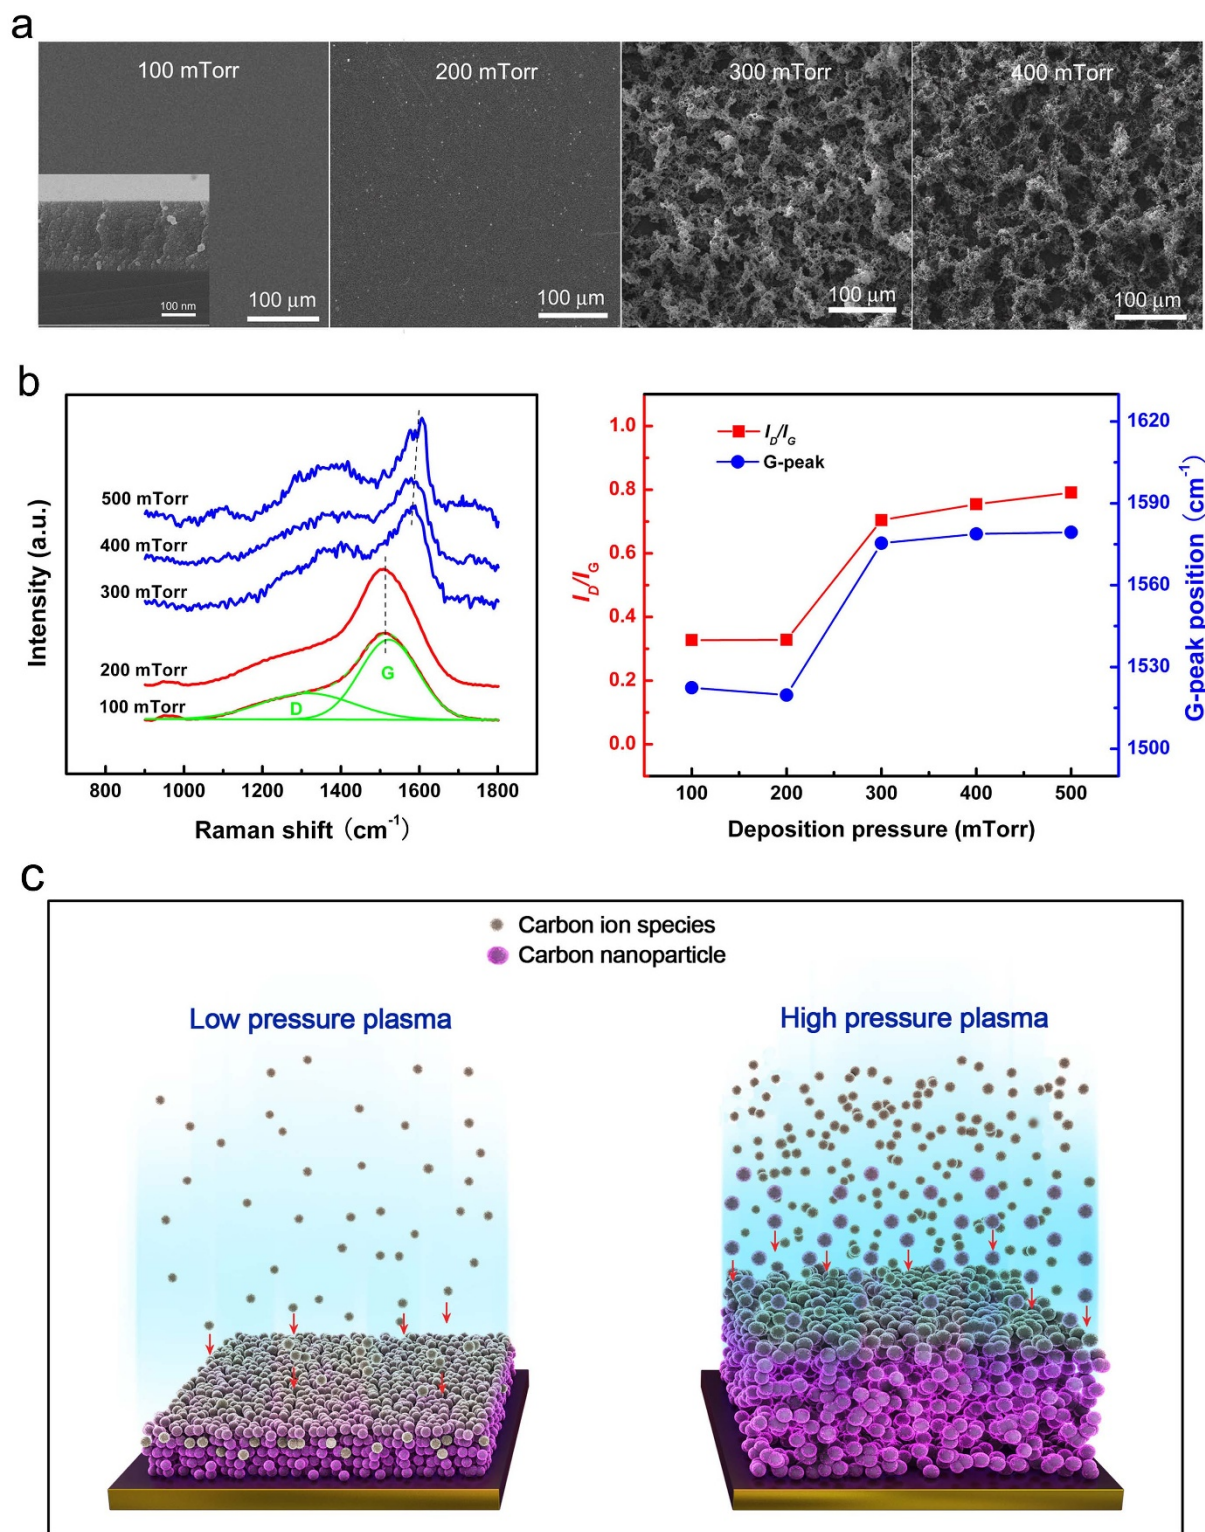 a
100 mTorr
200 mTorr
300 mTorr
400 mTorr
100 nm
100 μm
100 μm
100 μm
100 μm
b
Intensity (a.u.)
500 mTorr
400 mTorr
300 mTorr
200 mTorr
100 mTorr
D
G
800 1000 1200 1400 1600 1800
Raman shift (cm⁻¹)
I_D/I_G
1.0
0.8
0.6
0.4
0.2
0.0
I_D/I_G
G-peak
1620
1590
1560
1530
1500
G-peak position (cm⁻¹)
100 200 300 400 500
Deposition pressure (mTorr)
c
Carbon ion species
Carbon nanoparticle
Low pressure plasma
High pressure plasma